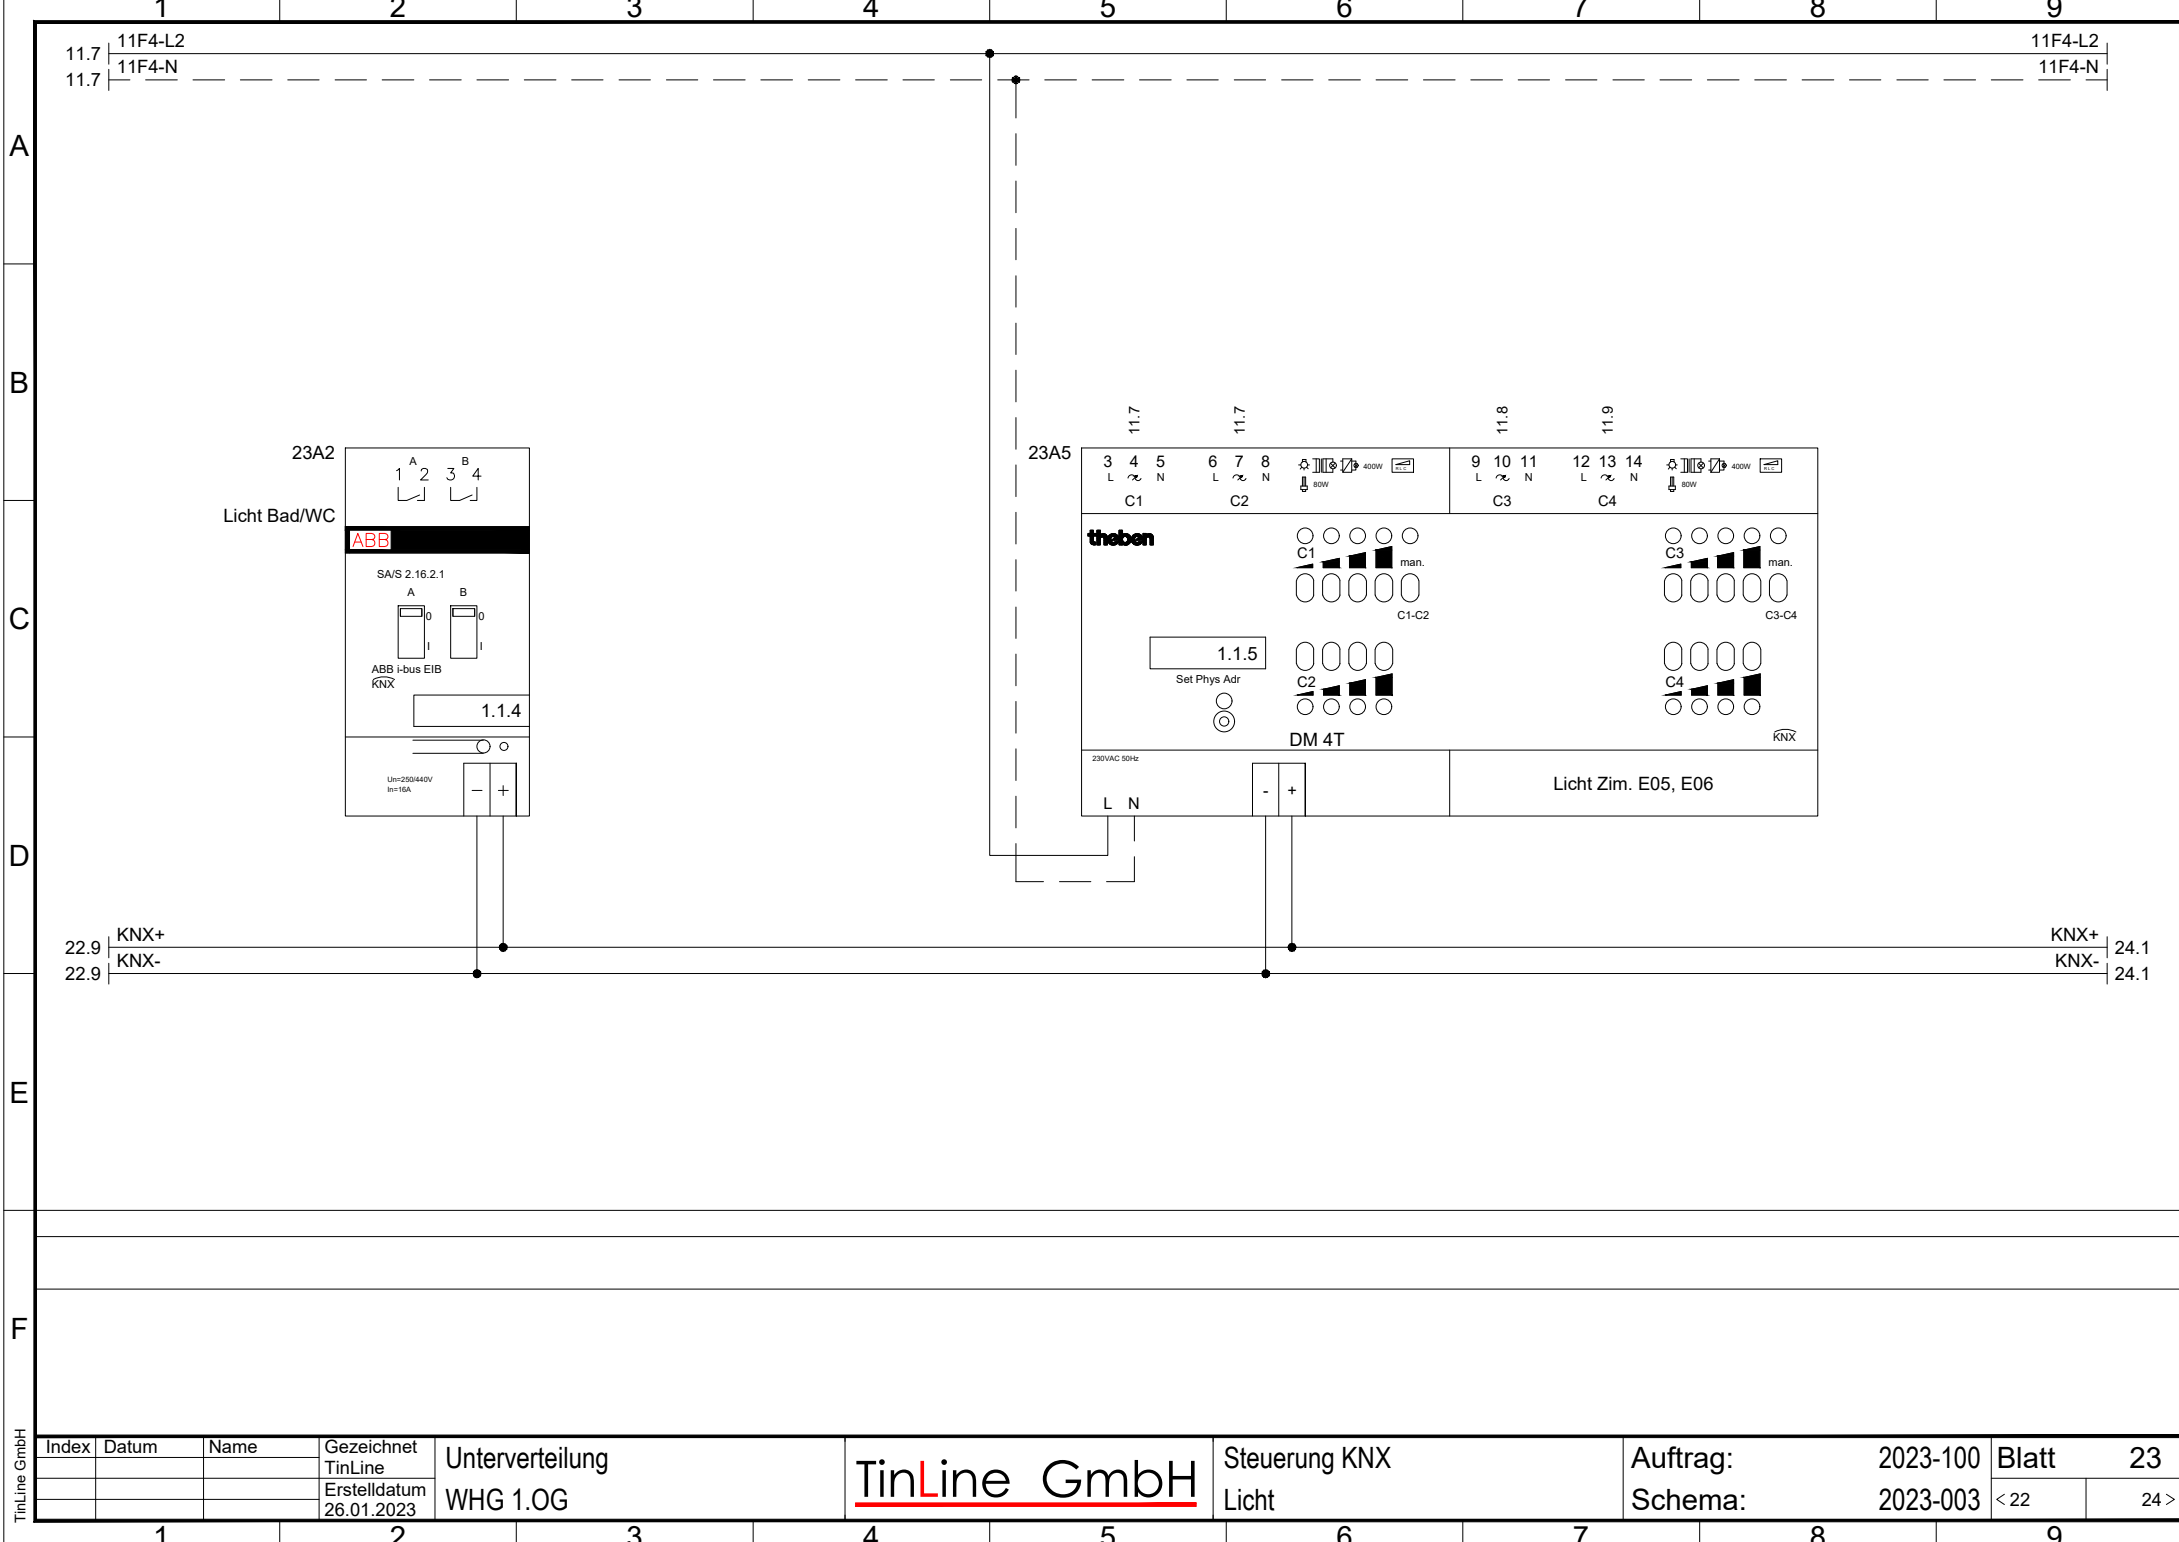 1 2 3 4 5 6 7 8 9
11.7 11F4-L2 11F4-L2
11.7 11F4-N 11F4-N
A
B
C
D
E
F
11.7 11.7 11.8 11.9
23A2
A B
1 2 3 4
Licht Bad/WC
ABB
SA/S 2.16.2.1
A B
0 0
I I
ABB i-bus EIB
KNX
1.1.4
Un=250/440V
In=16A
− +
23A5
3 4 5 6 7 8 400W 9 10 11 12 13 14 400W
L N L N 80W L N L N 80W
C1 C2 C3 C4
theben
C1 man. C3 man.
C1-C2 C3-C4
1.1.5
Set Phys Adr
C2 C4
DM 4T KNX
230VAC 50Hz
L N - +
Licht Zim. E05, E06
22.9 KNX+ KNX+ 24.1
22.9 KNX- KNX- 24.1
TinLine GmbH
Index Datum Name Gezeichnet
TinLine
Erstelldatum
26.01.2023
Unterverteilung
WHG 1.OG
TinLine GmbH
Steuerung KNX
Licht
Auftrag: 2023-100
Schema: 2023-003
Blatt 23
< 22 24 >
1 2 3 4 5 6 7 8 9